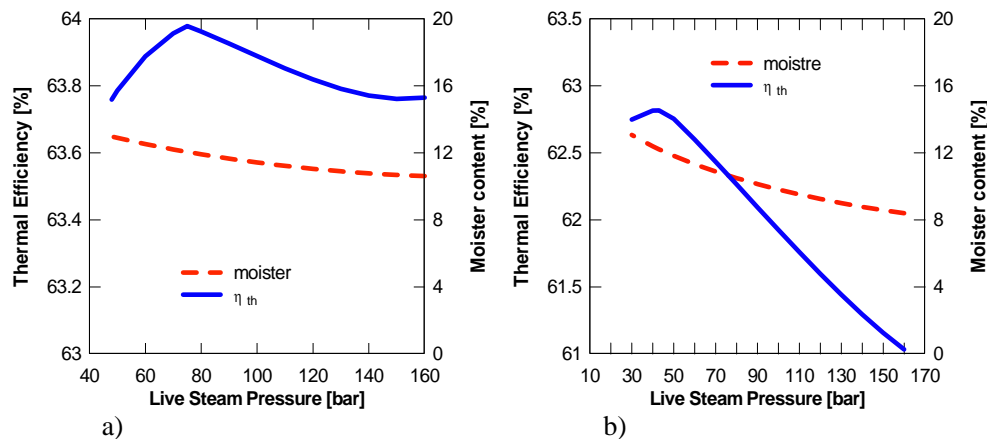 64
63.8
63.6
63.4
63.2
63
Thermal Efficiency [%]
20
16
12
8
4
0
Moister content [%]
moister
η th
40 60 80 100 120 140 160
Live Steam Pressure [bar]
a)
63.5
63
62.5
62
61.5
61
Thermal Efficiency [%]
20
16
12
8
4
0
Moister content [%]
moistre
η th
10 30 50 70 90 110 130 150 170
Live Steam Pressure [bar]
b)